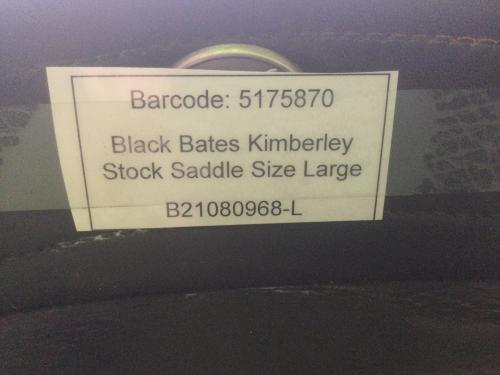 Barcode: 5175870
Black Bates Kimberley
Stock Saddle Size Large
B21080968-L